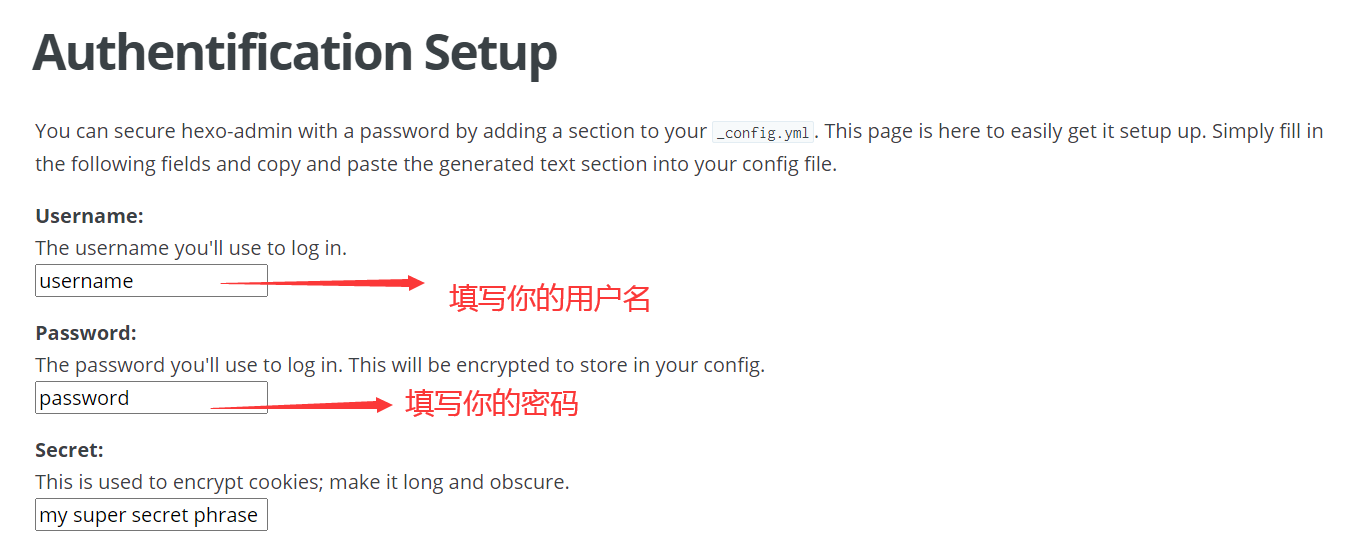 Authentification Setup
You can secure hexo-admin with a password by adding a section to your _config.yml. This page is here to easily get it setup up. Simply fill in
the following fields and copy and paste the generated text section into your config file.
Username:
The username you'll use to log in.
username
填写你的用户名
Password:
The password you'll use to log in. This will be encrypted to store in your config.
password
填写你的密码
Secret:
This is used to encrypt cookies; make it long and obscure.
my super secret phrase